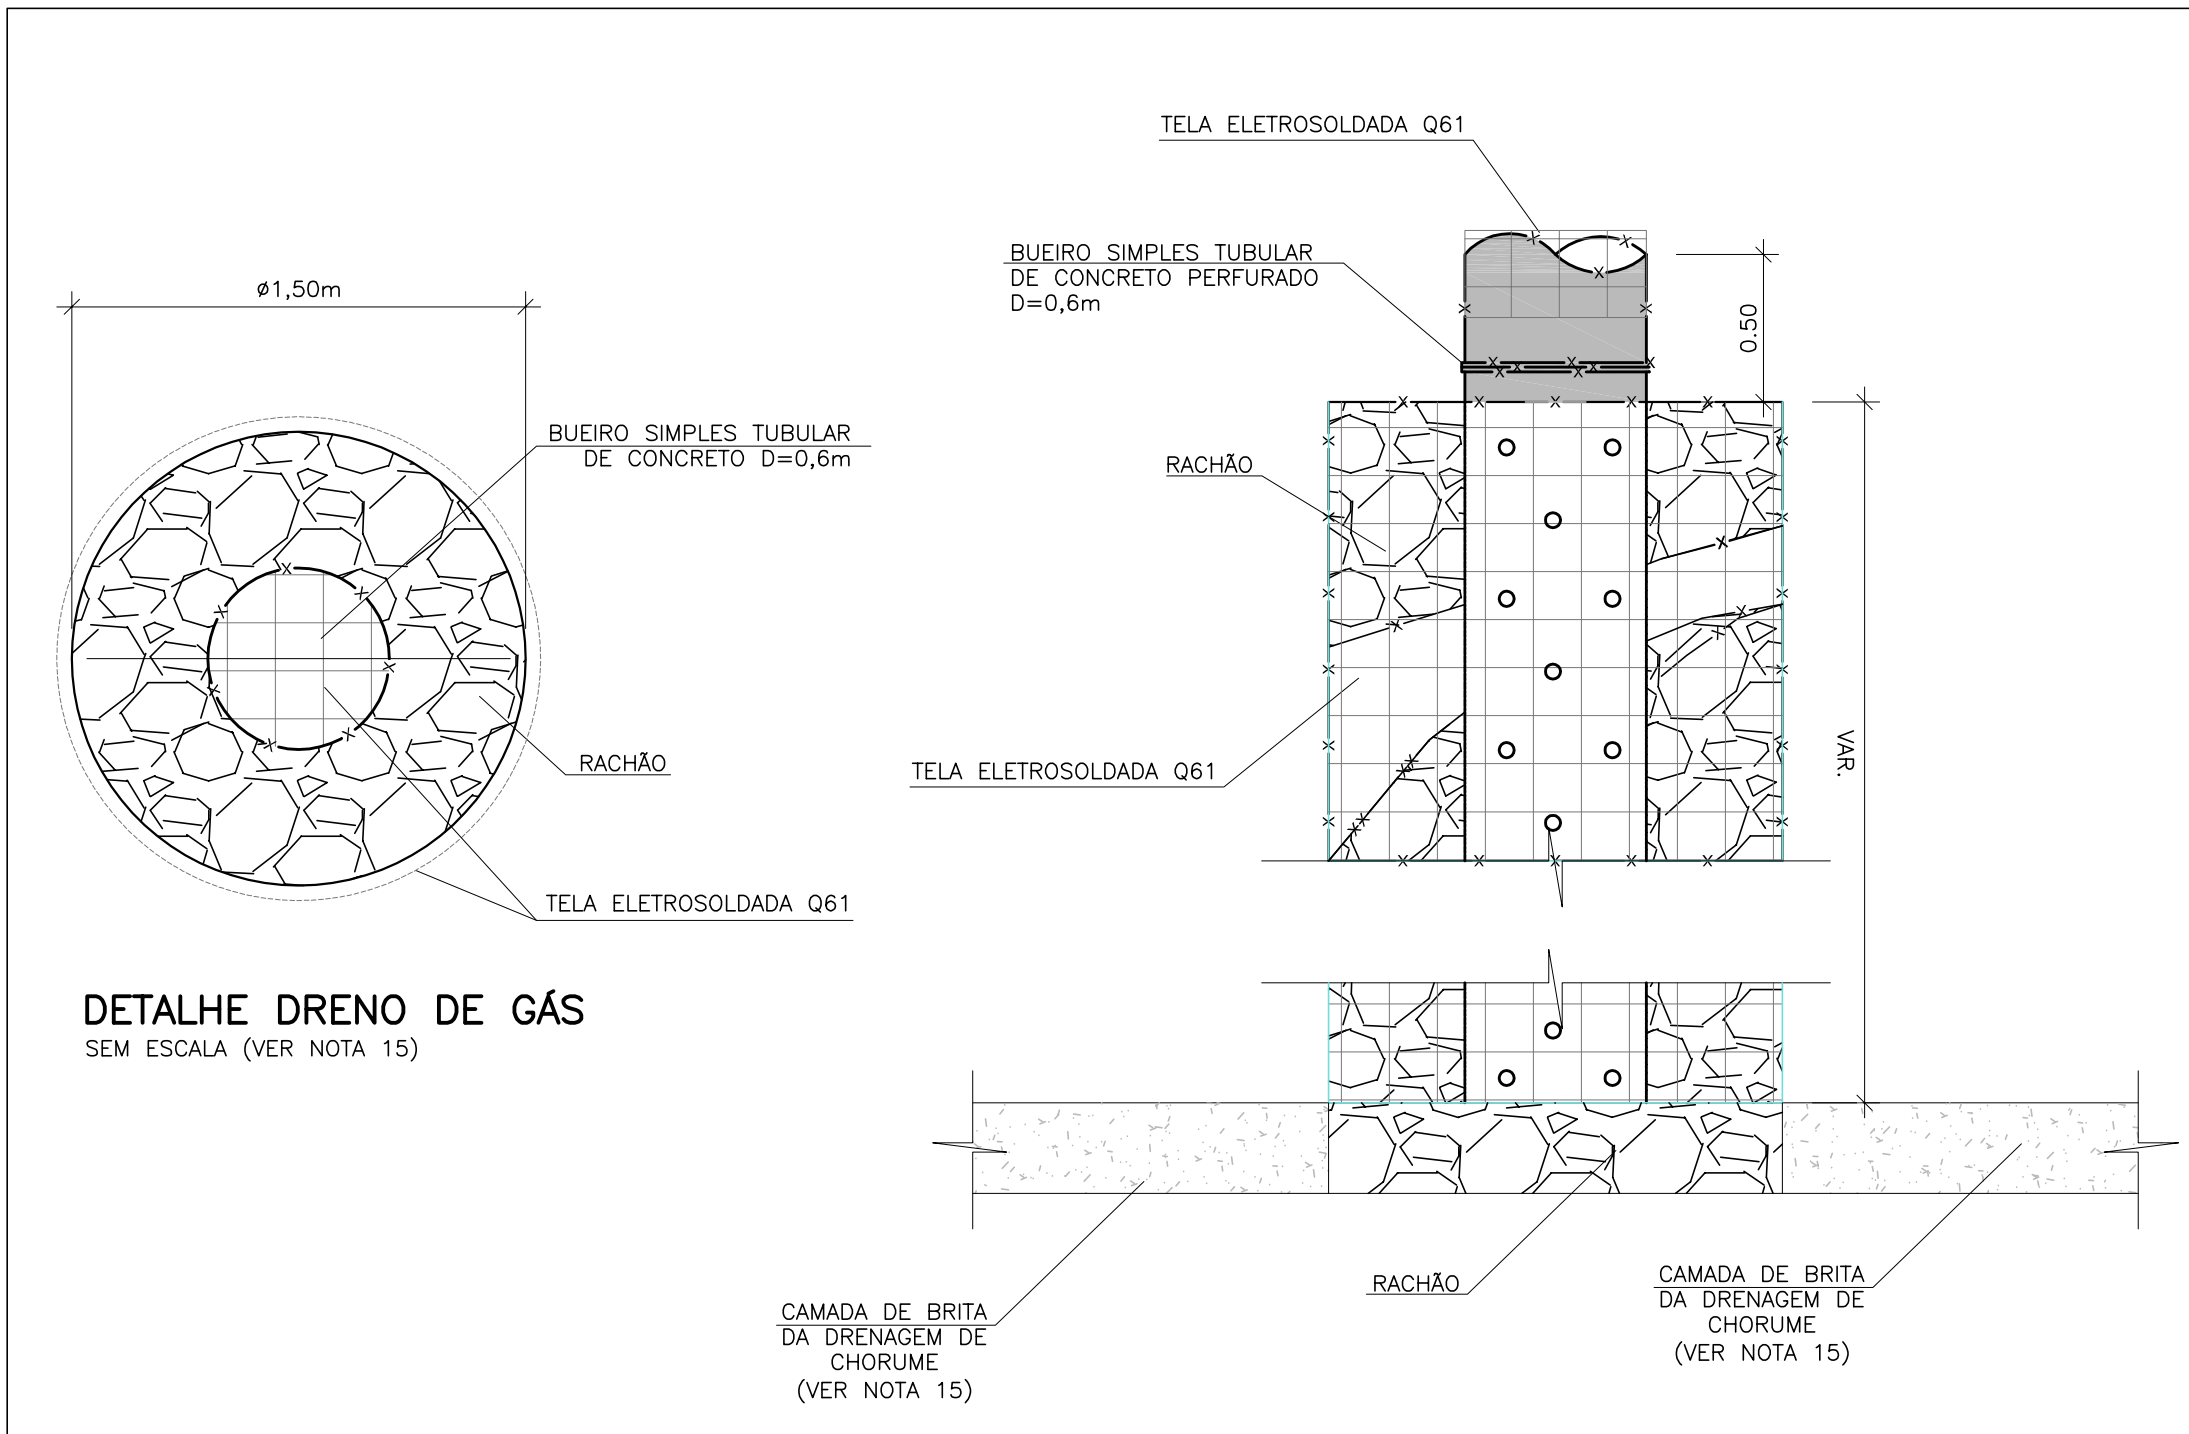 TELA ELETROSOLDADA Q61
BUEIRO SIMPLES TUBULAR
DE CONCRETO PERFURADO
D=0,6m
ø1,50m
0.50
BUEIRO SIMPLES TUBULAR
DE CONCRETO D=0,6m
RACHÃO
RACHÃO
TELA ELETROSOLDADA Q61
VAR.
TELA ELETROSOLDADA Q61
DETALHE DRENO DE GÁS
SEM ESCALA (VER NOTA 15)
CAMADA DE BRITA
DA DRENAGEM DE
CHORUME
(VER NOTA 15)
RACHÃO
CAMADA DE BRITA
DA DRENAGEM DE
CHORUME
(VER NOTA 15)